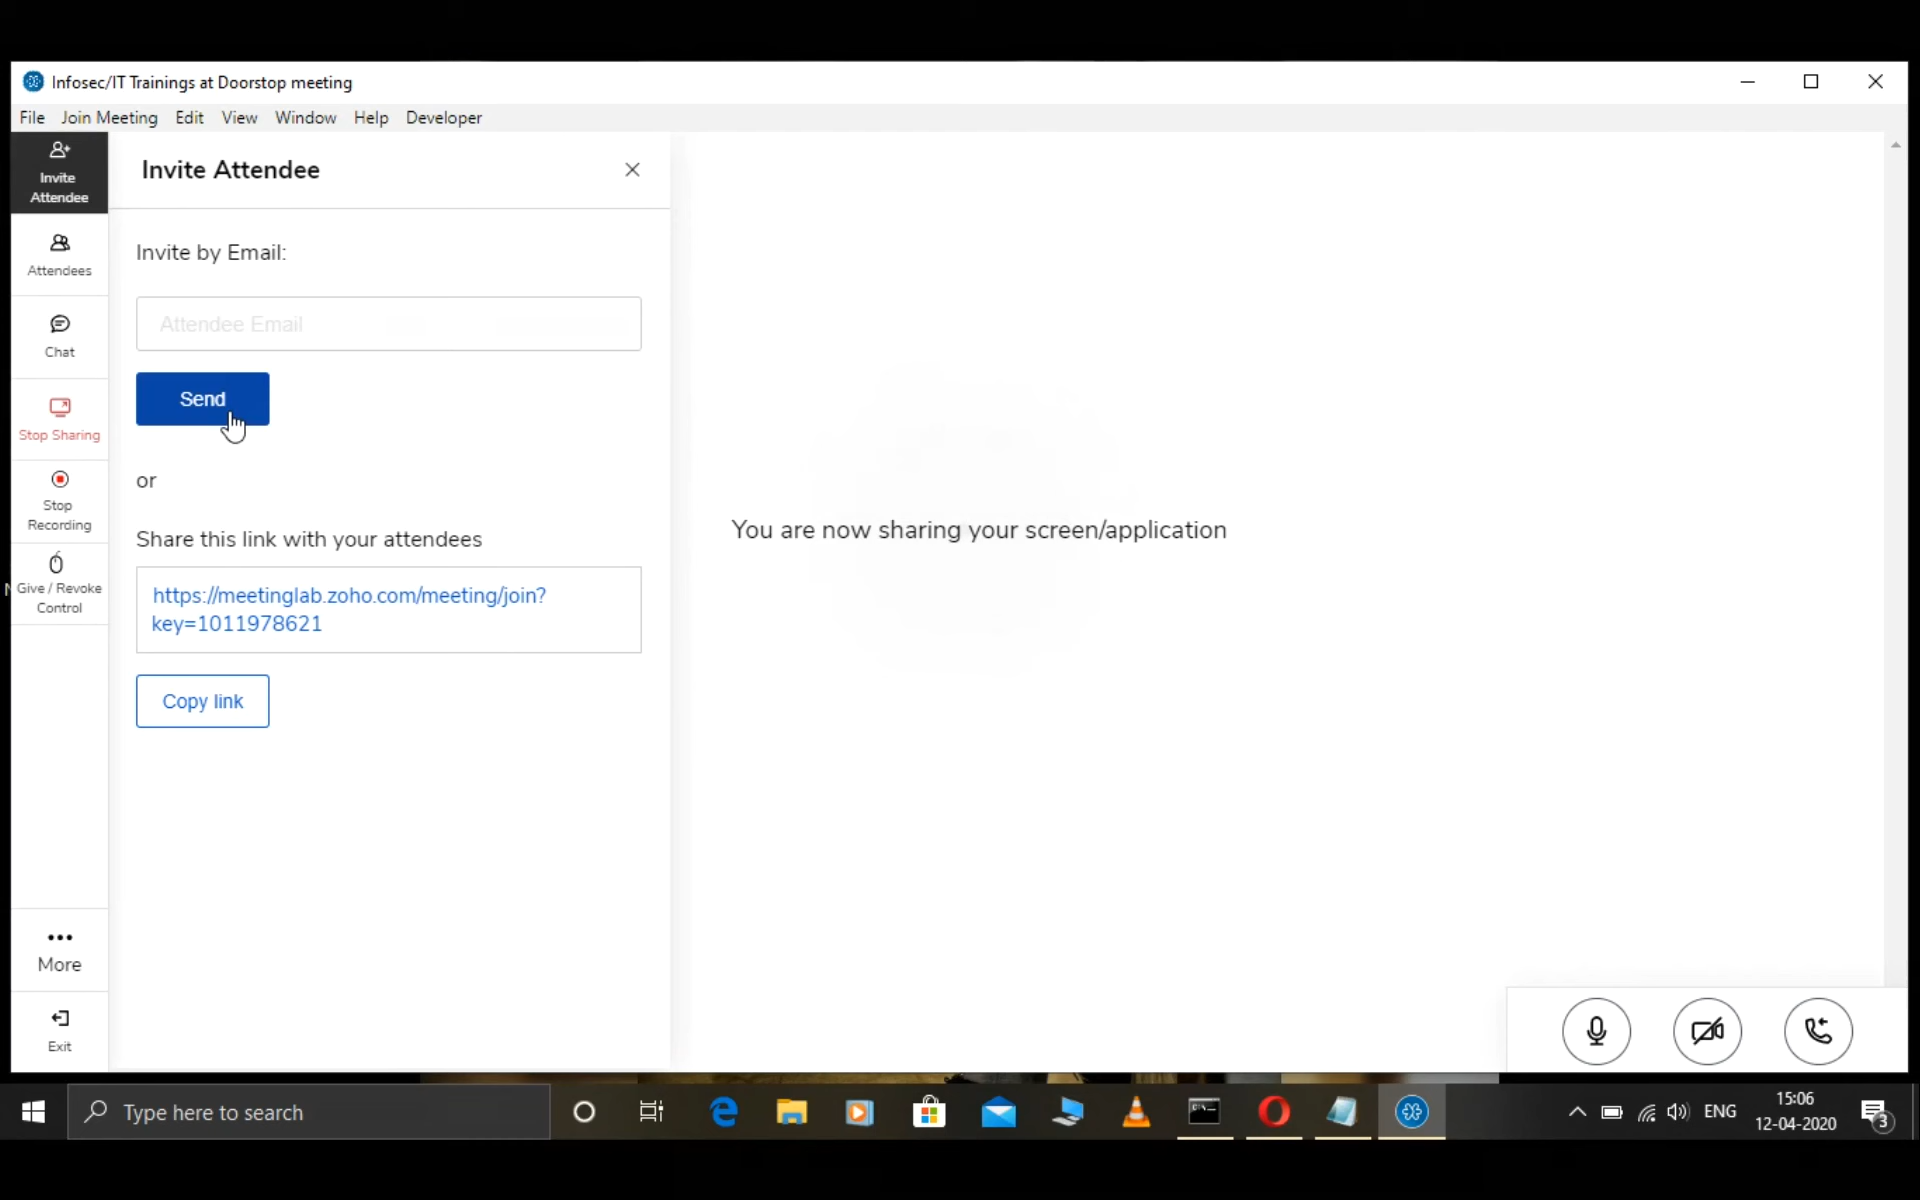 Infosec/IT Trainings at Doorstop meeting
File Join Meeting Edit View Window Help Developer
Invite
Attendee
Attendees
Chat
Stop Sharing
Stop
Recording
Give / Revoke
Control
More
Exit
Invite Attendee
Invite by Email:
Attendee Email
Send
or
Share this link with your attendees
https://meetinglab.zoho.com/meeting/join?
key=1011978621
Copy link
You are now sharing your screen/application
Type here to search
ENG
15:06
12-04-2020
3